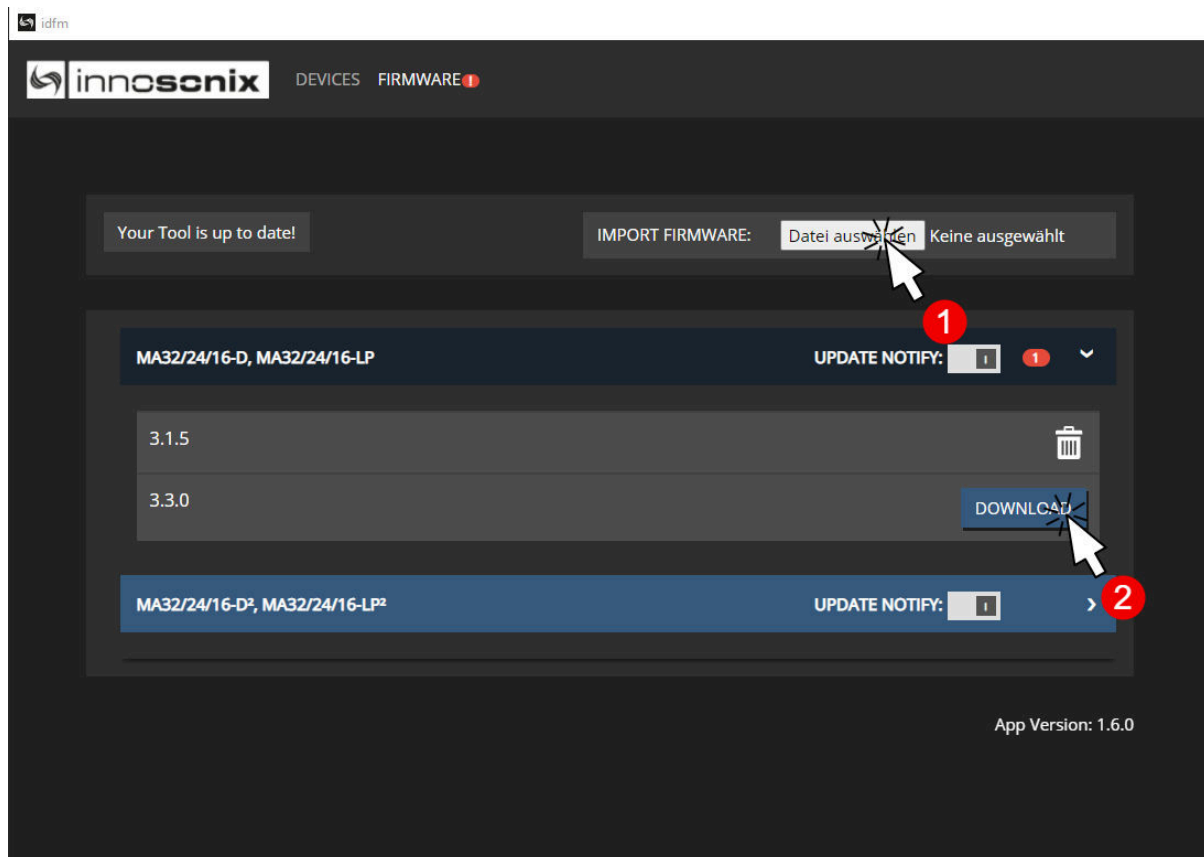 idfm
innosonix DEVICES FIRMWARE !
Your Tool is up to date! IMPORT FIRMWARE: Datei auswählen Keine ausgewählt
1
MA32/24/16-D, MA32/24/16-LP UPDATE NOTIFY: I 1
3.1.5
3.3.0 DOWNLOAD
MA32/24/16-D², MA32/24/16-LP² UPDATE NOTIFY: I
2
App Version: 1.6.0